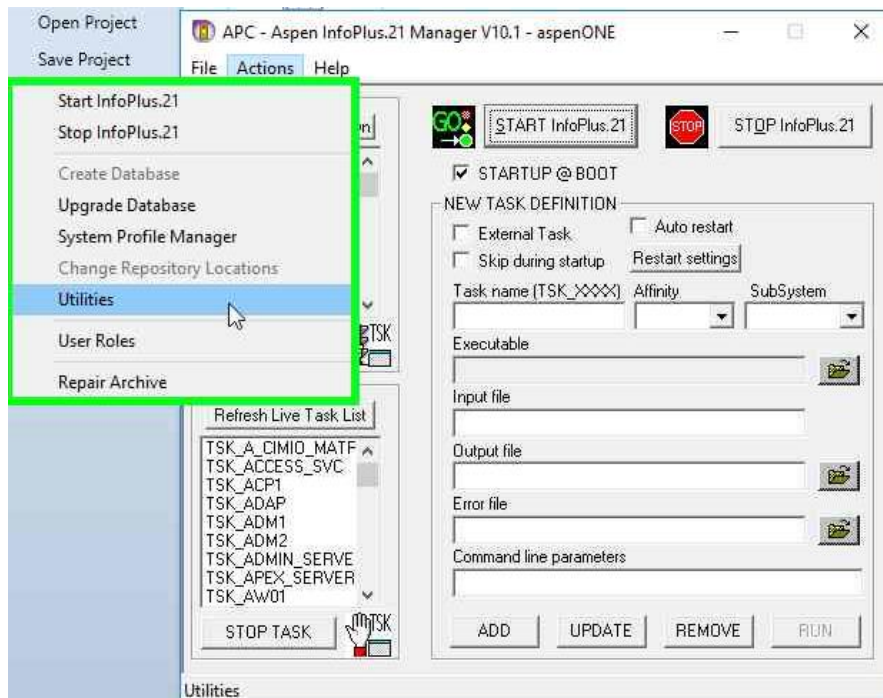 Open Project
Save Project
APC - Aspen InfoPlus.21 Manager V10.1 - aspenONE
File Actions Help
Start InfoPlus.21
Stop InfoPlus.21
Create Database
Upgrade Database
System Profile Manager
Change Repository Locations
Utilities
User Roles
Repair Archive
GO
START InfoPlus.21
STOP
STOP InfoPlus.21
STARTUP @ BOOT
NEW TASK DEFINITION
External Task
Auto restart
Skip during startup
Restart settings
Task name (TSK_XXXX)
Affinity
SubSystem
Executable
Input file
Output file
Error file
Command line parameters
ADD
UPDATE
REMOVE
RUN
TSK
Refresh Live Task List
TSK_A_CIMIO_MATF
TSK_ACCESS_SVC
TSK_ACP1
TSK_ADAP
TSK_ADM1
TSK_ADM2
TSK_ADMIN_SERVE
TSK_APEX_SERVER
TSK_AW01
STOP TASK
TSK
Utilities